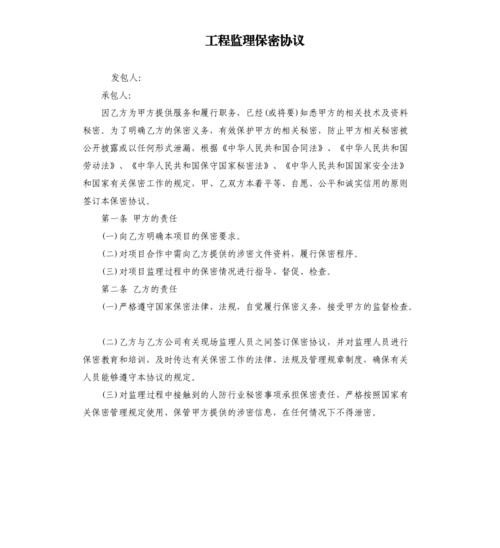 工程监理保密协议
发包人：
承包人：
因乙方为甲方提供服务和履行职务，已经(或将要)知悉甲方的相关技术及资料
秘密。为了明确乙方的保密义务，有效保护甲方的相关秘密，防止甲方相关秘密被
公开披露或以任何形式泄漏，根据《中华人民共和国合同法》、《中华人民共和国
劳动法》、《中华人民共和国保守国家秘密法》、《中华人民共和国国家安全法》
和国家有关保密工作的规定，甲、乙双方本着平等、自愿、公平和诚实信用的原则
签订本保密协议。
第一条 甲方的责任
(一)向乙方明确本项目的保密要求。
(二)对项目合作中需向乙方提供的涉密文件资料，履行保密程序。
(三)对项目监理过程中的保密情况进行指导、督促、检查。
第二条 乙方的责任
(一)严格遵守国家保密法律、法规，自觉履行保密义务，接受甲方的监督检查。
(二)乙方与乙方公司有关现场监理人员之间签订保密协议，并对监理人员进行
保密教育和培训，及时传达有关保密工作的法律、法规及管理规章制度，确保有关
人员能够遵守本协议的规定。
(三)对监理过程中接触到的人防行业秘密事项承担保密责任，严格按照国家有
关保密管理规定使用、保管甲方提供的涉密信息，在任何情况下不得泄密。